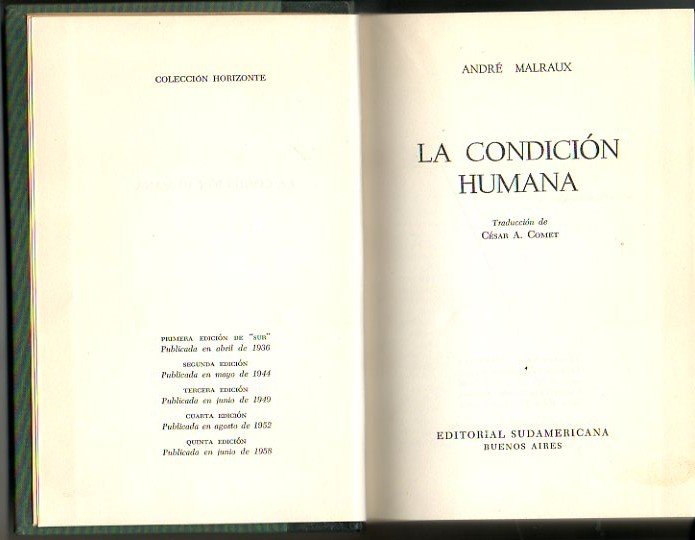 COLECCIÓN HORIZONTE
PRIMERA EDICIÓN DE "SUR"
Publicada en abril de 1936
SEGUNDA EDICIÓN
Publicada en mayo de 1944
TERCERA EDICIÓN
Publicada en junio de 1949
CUARTA EDICIÓN
Publicada en agosto de 1952
QUINTA EDICIÓN
Publicada en junio de 1958
ANDRÉ MALRAUX
LA CONDICIÓN
HUMANA
Traducción de
CÉSAR A. COMET
EDITORIAL SUDAMERICANA
BUENOS AIRES